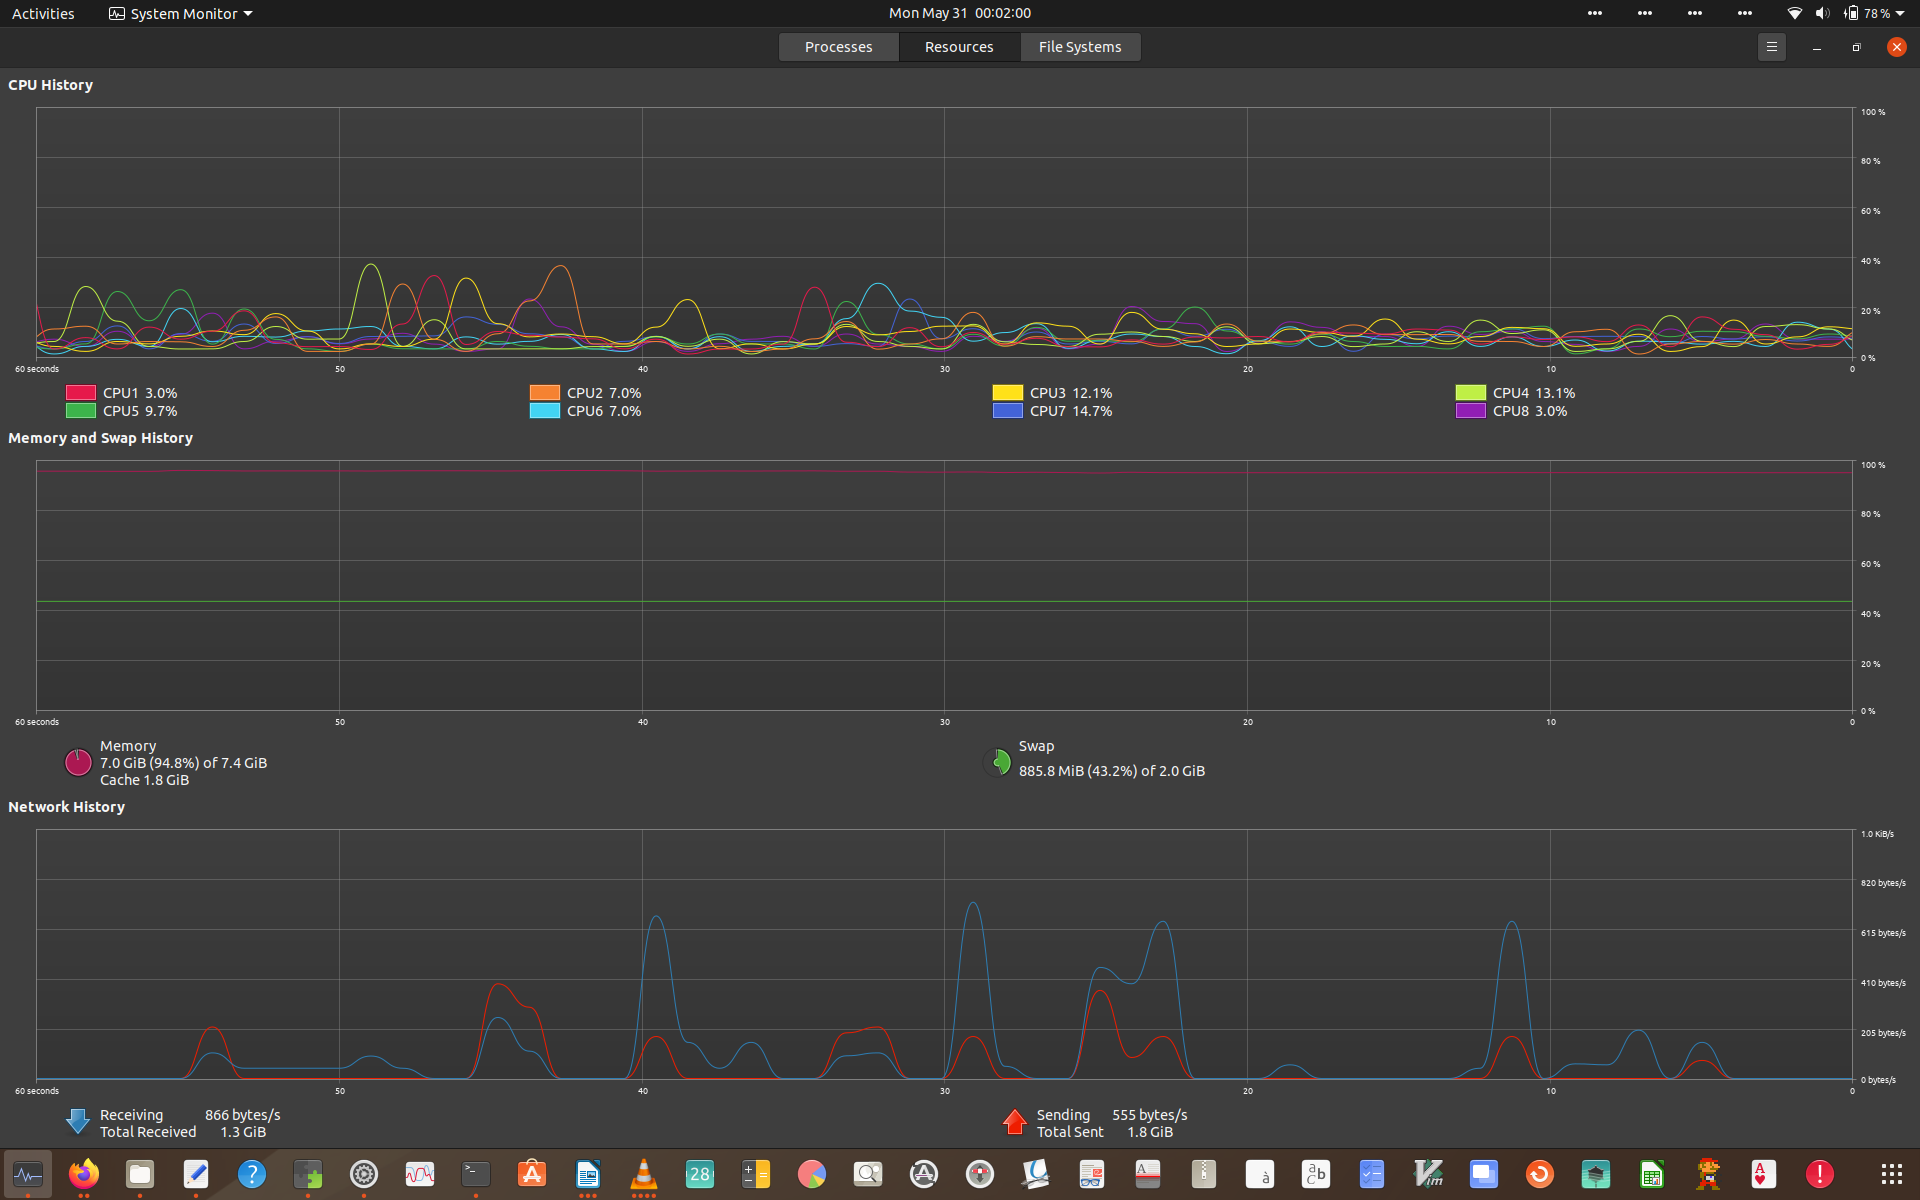 Activities System Monitor Mon May 31 00:02:00 78 %
Processes Resources File Systems
CPU History
100 %
80 %
60 %
40 %
20 %
0 %
60 seconds 50 40 30 20 10 0
CPU1 3.0% CPU2 7.0% CPU3 12.1% CPU4 13.1%
CPU5 9.7% CPU6 7.0% CPU7 14.7% CPU8 3.0%
Memory and Swap History
100 %
80 %
60 %
40 %
20 %
0 %
60 seconds 50 40 30 20 10 0
Memory
7.0 GiB (94.8%) of 7.4 GiB
Cache 1.8 GiB
Swap
885.8 MiB (43.2%) of 2.0 GiB
Network History
1.0 KiB/s
820 bytes/s
615 bytes/s
410 bytes/s
205 bytes/s
0 bytes/s
60 seconds 50 40 30 20 10 0
Receiving 866 bytes/s
Total Received 1.3 GiB
Sending 555 bytes/s
Total Sent 1.8 GiB
? >_ A 28 A A à a b C Vim A !